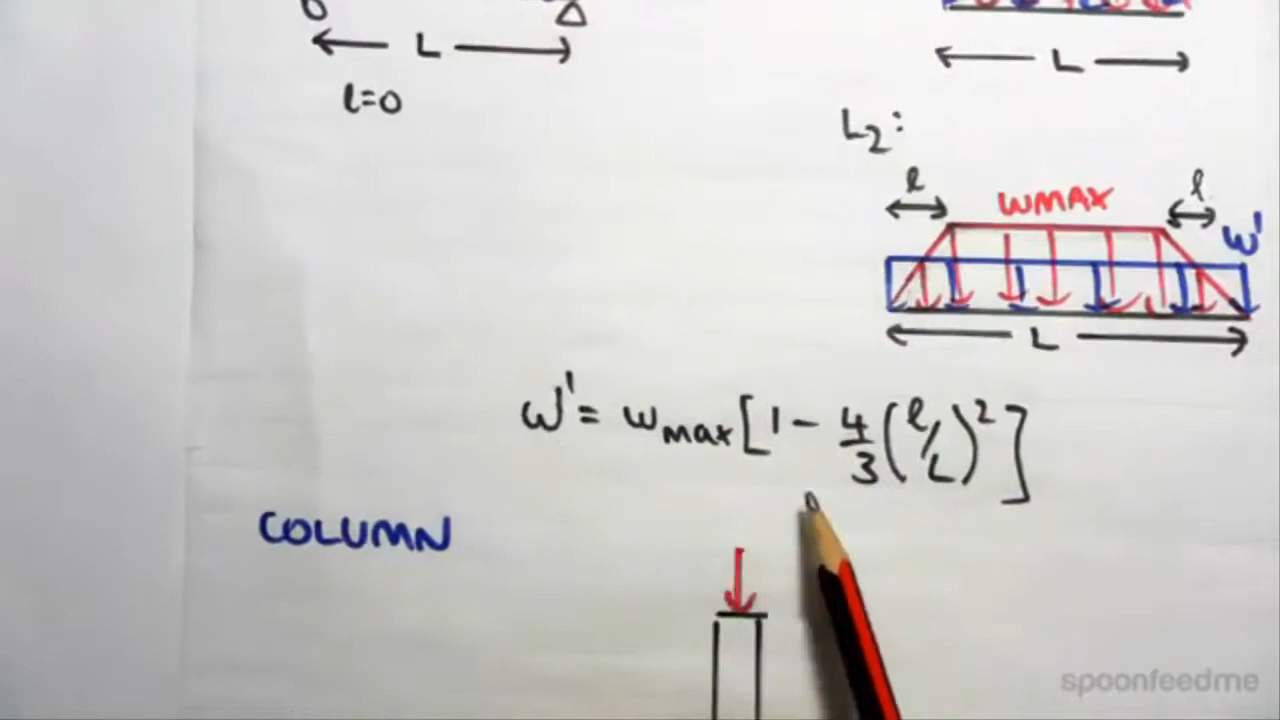 L
l=0
L
L2:
l
WMAX
l
W'
L
W' = Wmax[1 - 4/3(l/L)²]
COLUMN
spoonfeedme